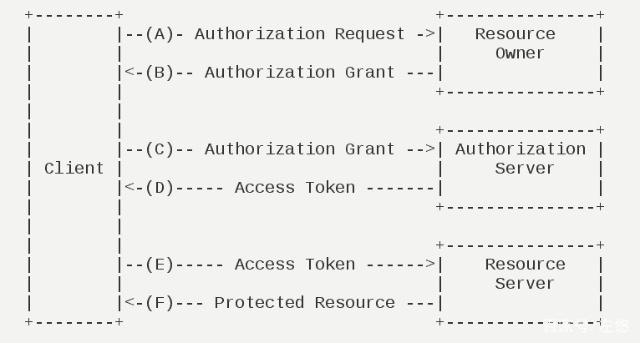 +--------+                               +---------------+
|        |--(A)- Authorization Request ->|   Resource    |
|        |                               |     Owner     |
|        |<-(B)-- Authorization Grant ---|               |
|        |                               +---------------+
|        |
|        |                               +---------------+
|        |--(C)-- Authorization Grant -->| Authorization |
| Client |                               |     Server    |
|        |<-(D)----- Access Token -------|               |
|        |                               +---------------+
|        |
|        |                               +---------------+
|        |--(E)----- Access Token ------>|    Resource   |
|        |                               |     Server    |
|        |<-(F)--- Protected Resource ---|               |
+--------+                               +---------------+